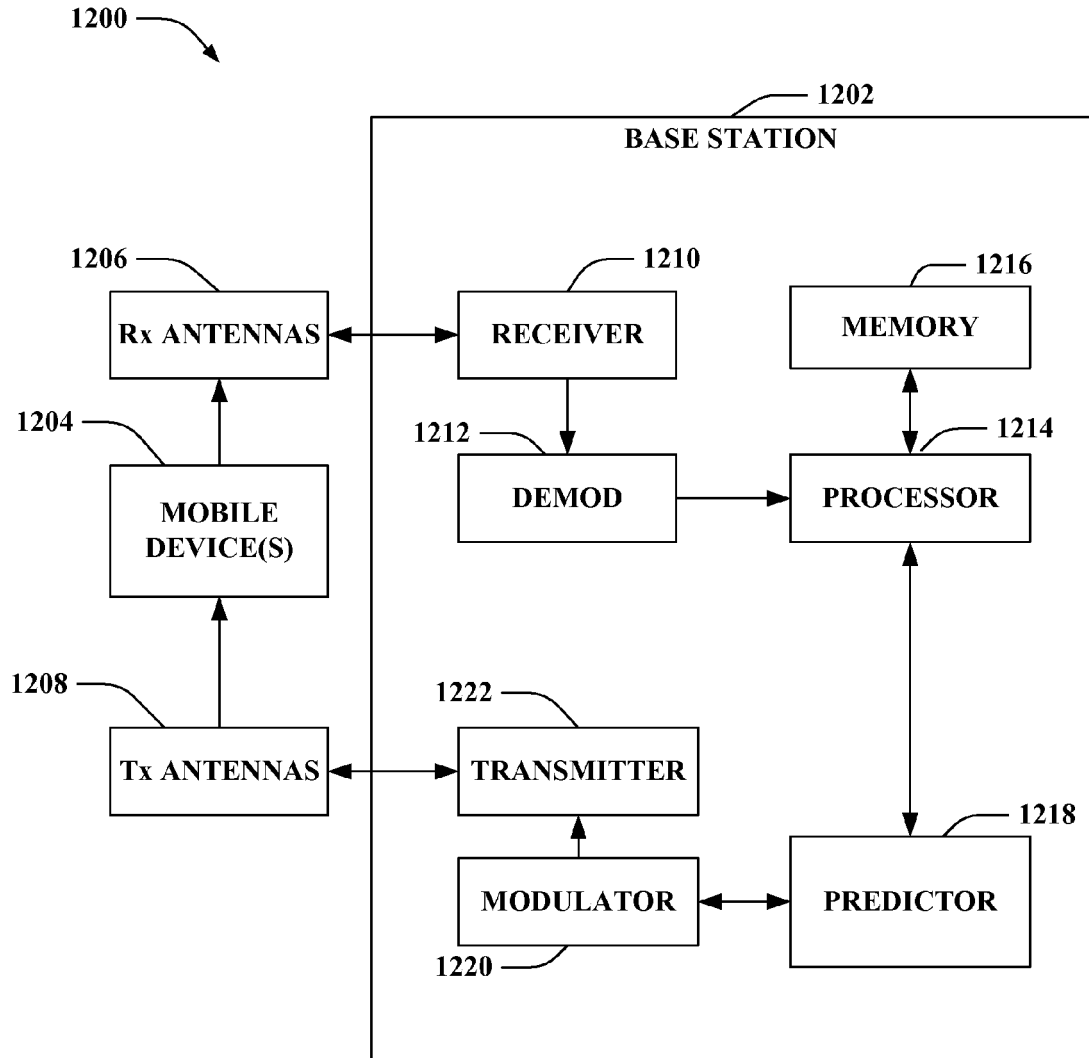 1200
1202
BASE STATION
1206
1210
1216
Rx ANTENNAS
RECEIVER
MEMORY
1204
1212
1214
MOBILE
DEVICE(S)
DEMOD
PROCESSOR
1208
1222
Tx ANTENNAS
TRANSMITTER
1218
MODULATOR
PREDICTOR
1220